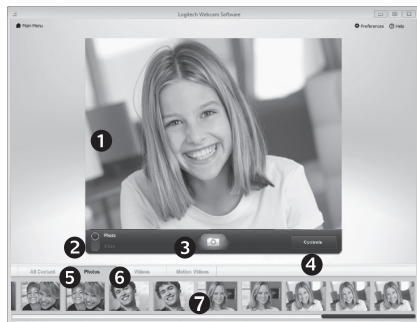 Logitech Webcam Software
Main Menu
Preferences Help
1
Photo
2
3
Controls
4
All Content Photos Videos Motion Videos
5 6
7